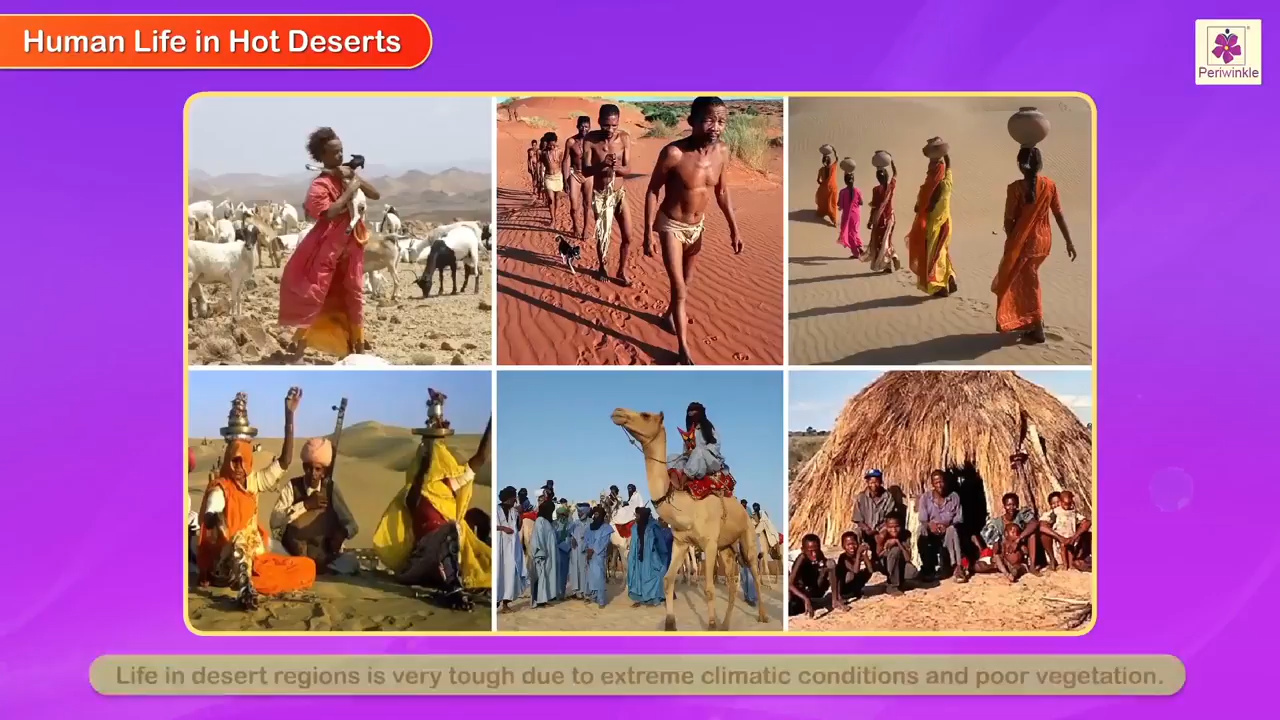 Human Life in Hot Deserts
Periwinkle
Life in desert regions is very tough due to extreme climatic conditions and poor vegetation.